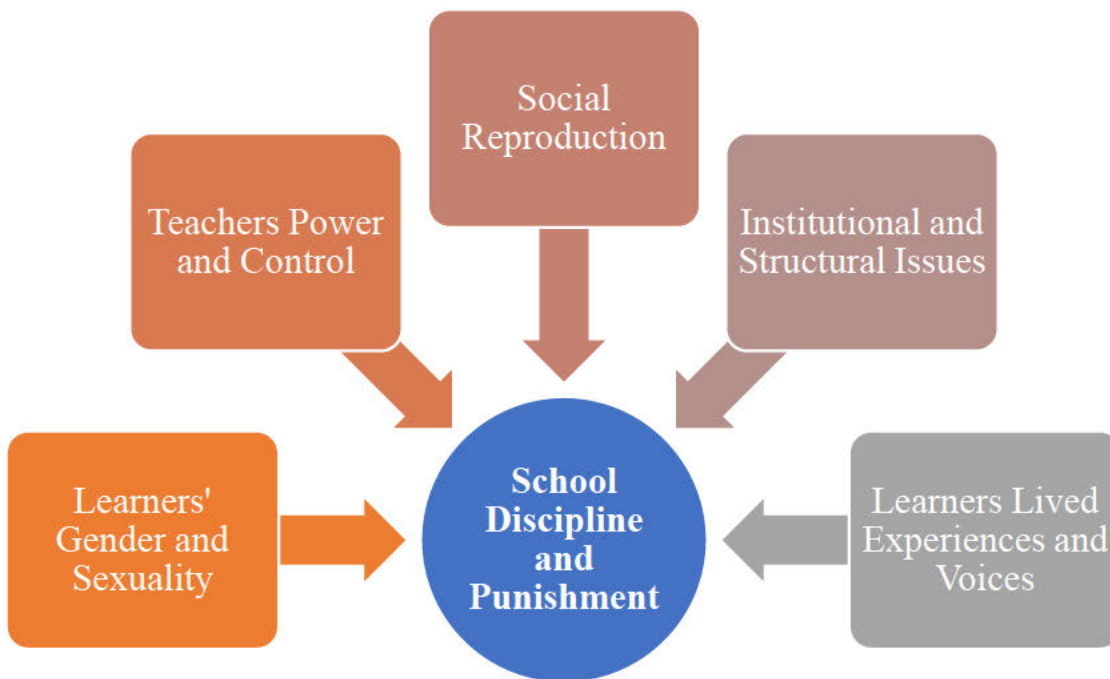 Social
Reproduction
Teachers Power
and Control
Institutional and
Structural Issues
Learners'
Gender and
Sexuality
School
Discipline
and
Punishment
Learners Lived
Experiences and
Voices